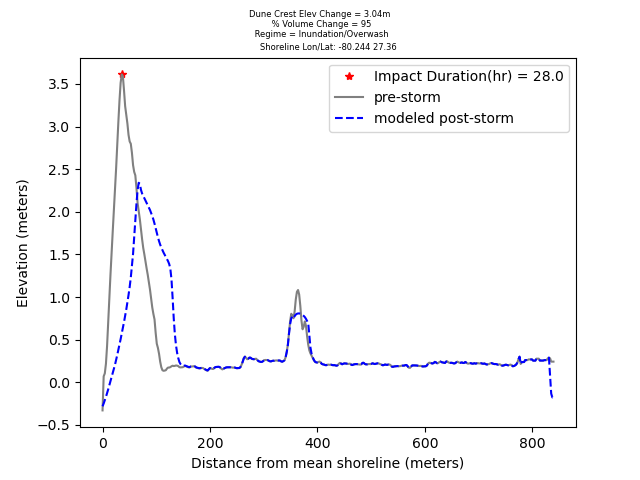 Dune Crest Elev Change = 3.04m
% Volume Change = 95
Regime = Inundation/Overwash
Shoreline Lon/Lat: -80.244 27.36
Impact Duration(hr) = 28.0
pre-storm
modeled post-storm
3.5
3.0
2.5
2.0
1.5
1.0
0.5
0.0
−0.5
Elevation (meters)
0 200 400 600 800
Distance from mean shoreline (meters)